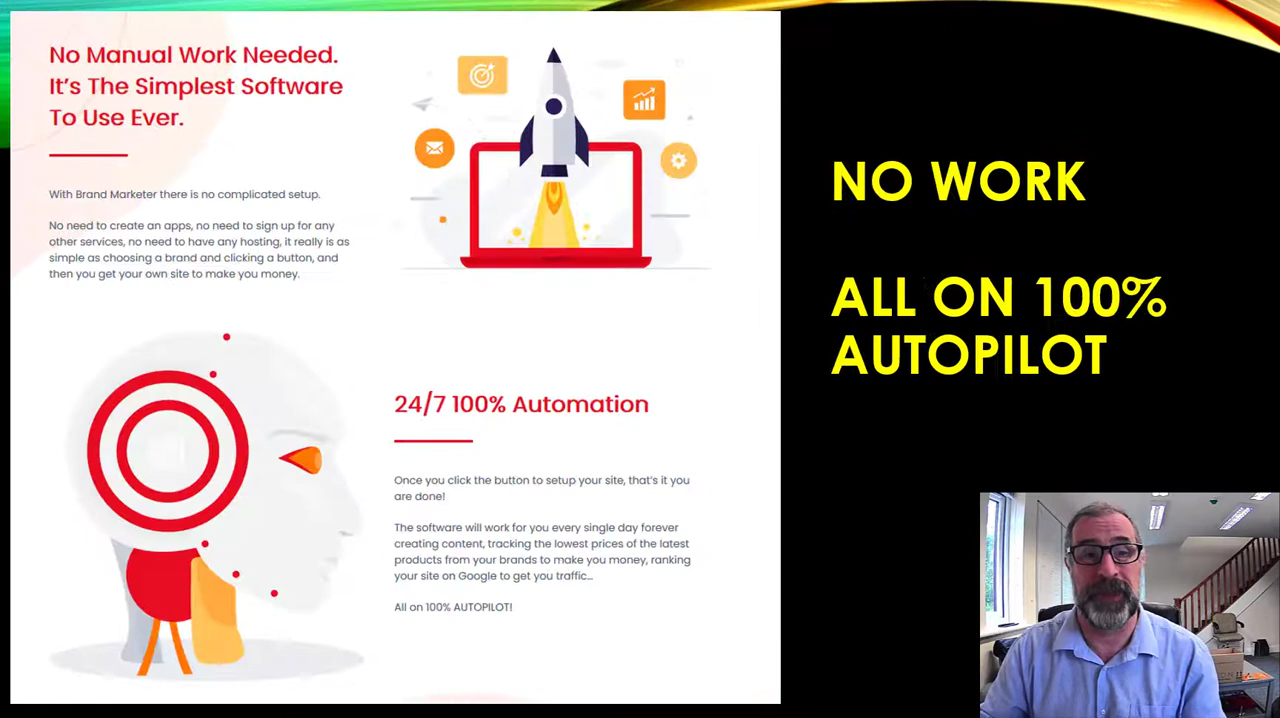 No Manual Work Needed.
It's The Simplest Software
To Use Ever.
With Brand Marketer there is no complicated setup.
No need to create an apps, no need to sign up for any
other services, no need to have any hosting, it really is as
simple as choosing a brand and clicking a button, and
then you get your own site to make you money.
24/7 100% Automation
Once you click the button to setup your site, that's it you
are done!
The software will work for you every single day forever
creating content, tracking the lowest prices of the latest
products from your brands to make you money, ranking
your site on Google to get you traffic...
All on 100% AUTOPILOT!
NO WORK
ALL ON 100%
AUTOPILOT